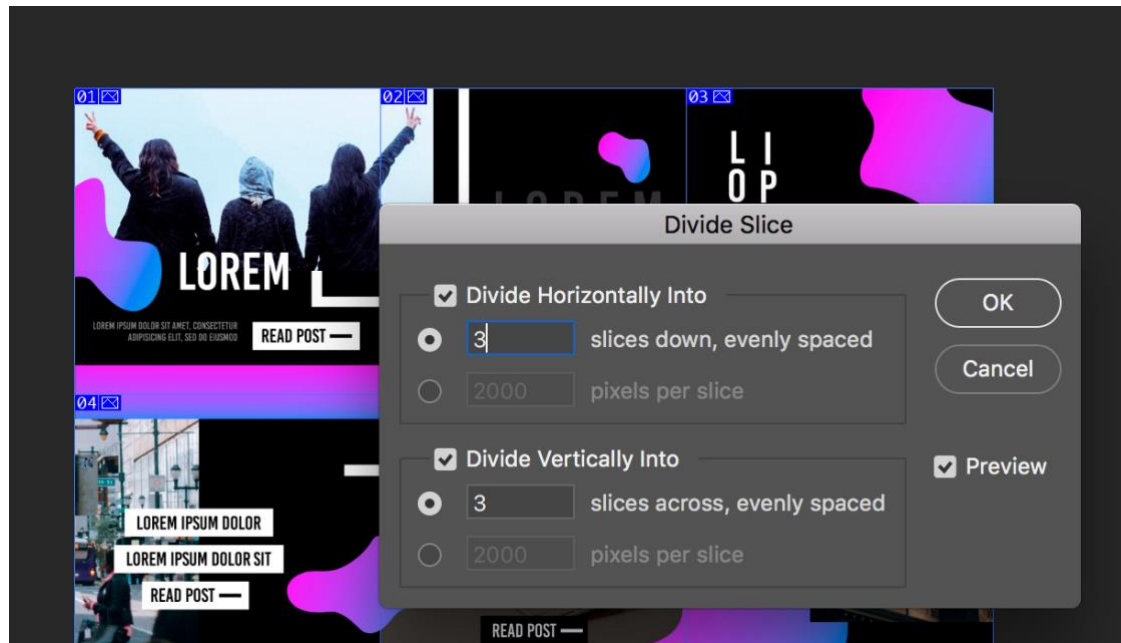 01
02
03
L I
O P
LOREM
Divide Slice
LOREM
LOREM IPSUM DOLOR SIT AMET, CONSECTETUR
ADIPISICING ELIT, SED DO EIUSMOD
READ POST
Divide Horizontally Into
3 slices down, evenly spaced
2000 pixels per slice
OK
Cancel
04
Divide Vertically Into
3 slices across, evenly spaced
2000 pixels per slice
Preview
LOREM IPSUM DOLOR
LOREM IPSUM DOLOR SIT
READ POST
READ POST